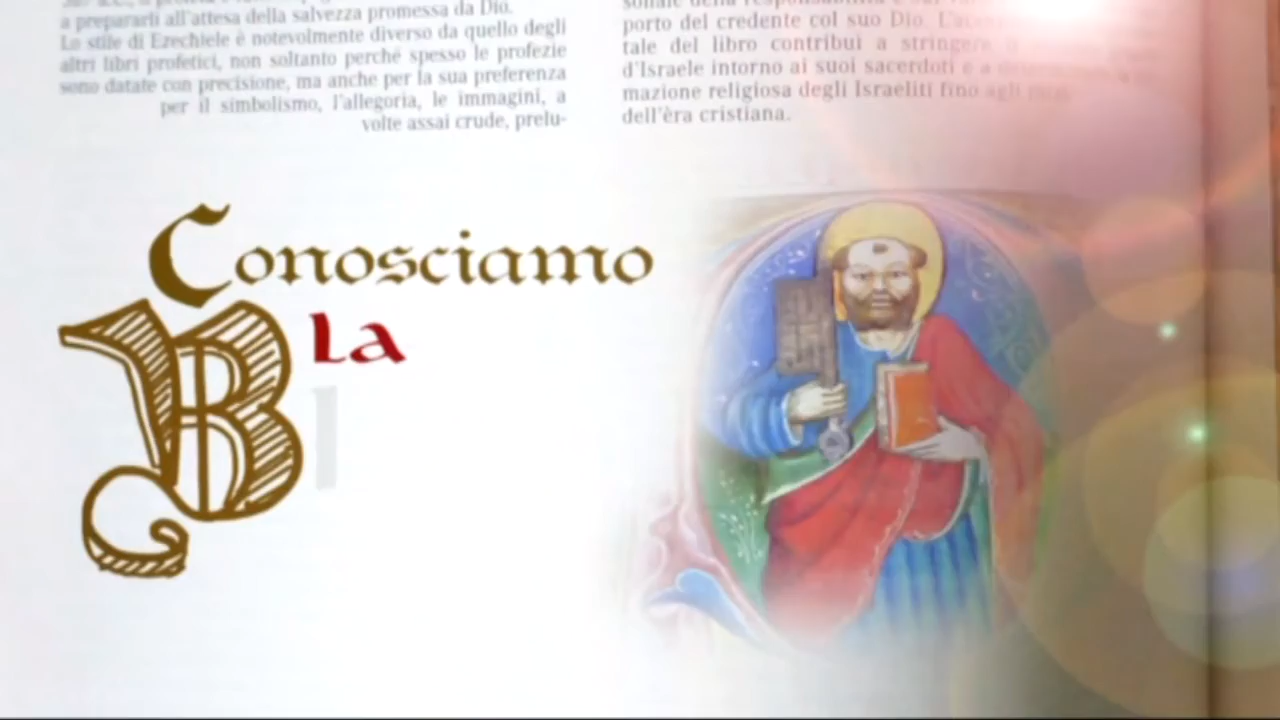 a prepararli all'attesa della salvezza promessa da Dio.
Lo stile di Ezechiele è notevolmente diverso da quello degli
altri libri profetici, non soltanto perché spesso le profezie
sono datate con precisione, ma anche per la sua preferenza
per il simbolismo, l'allegoria, le immagini, a
volte assai crude, prelu-
porto del credente col suo Dio.
tale del libro contribuì a stringere
d'Israele intorno ai suoi sacerdoti e a
mazione religiosa degli Israeliti fino agli
dell'èra cristiana.
Conosciamo
La
B